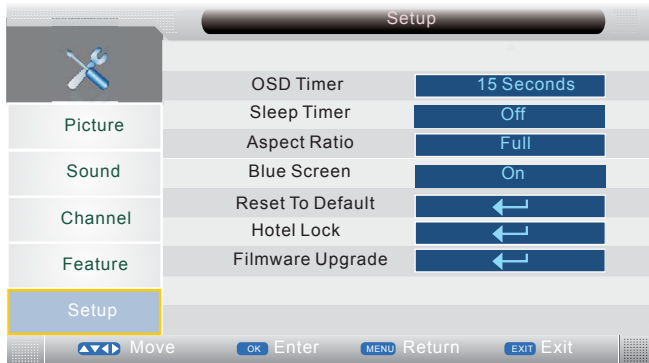 Setup
OSD Timer 15 Seconds
Sleep Timer Off
Aspect Ratio Full
Blue Screen On
Reset To Default
Hotel Lock
Filmware Upgrade
Picture
Sound
Channel
Feature
Setup
Move OK Enter MENU Return EXIT Exit